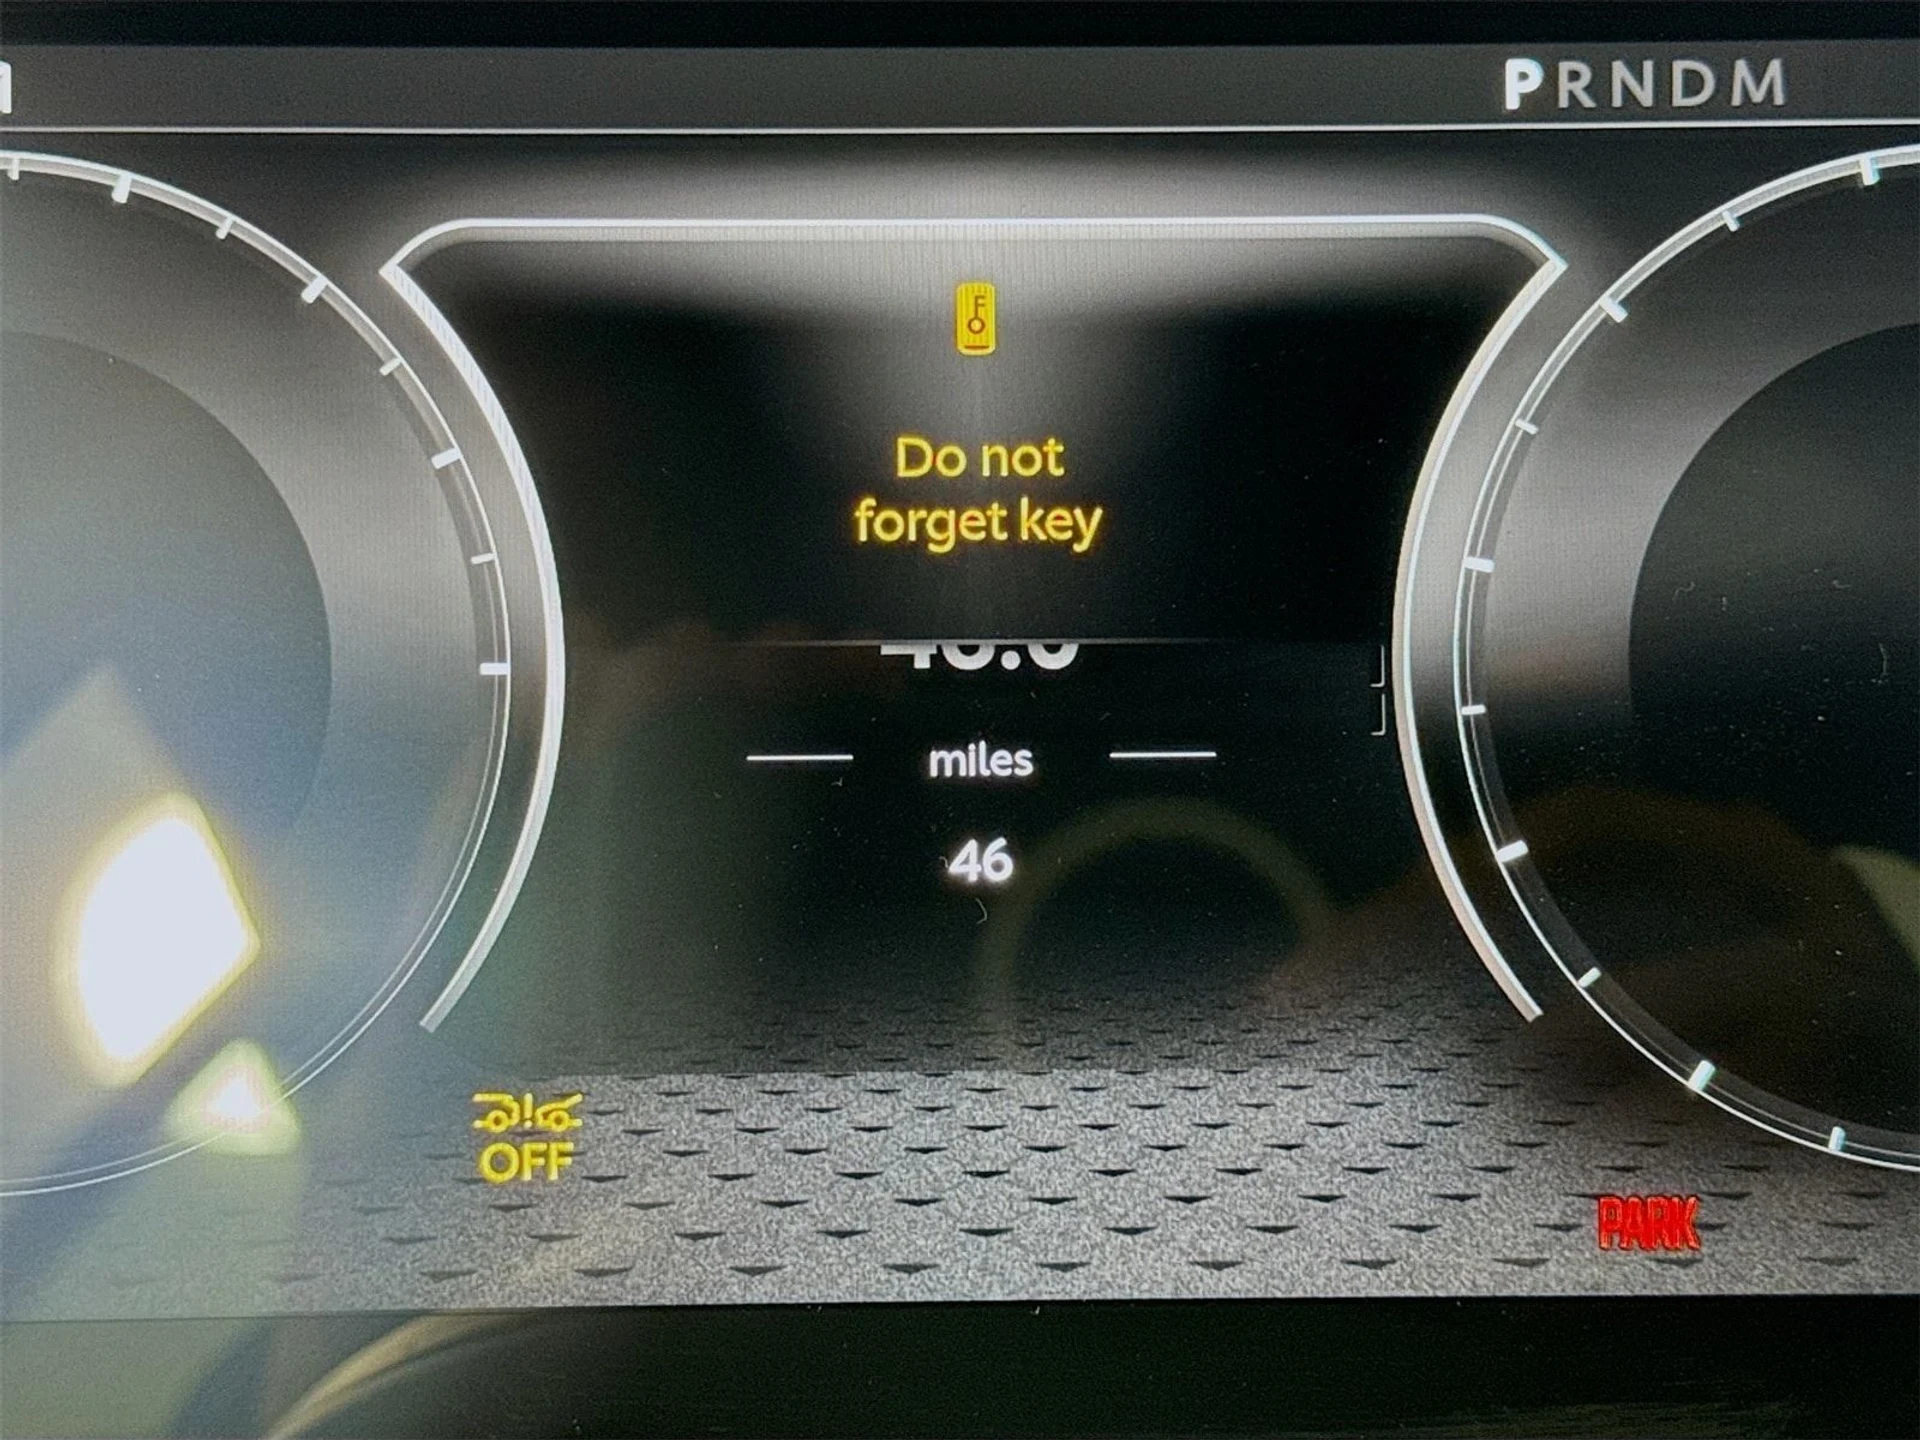 PRNDM
Do not
forget key
miles
46
OFF
PARK